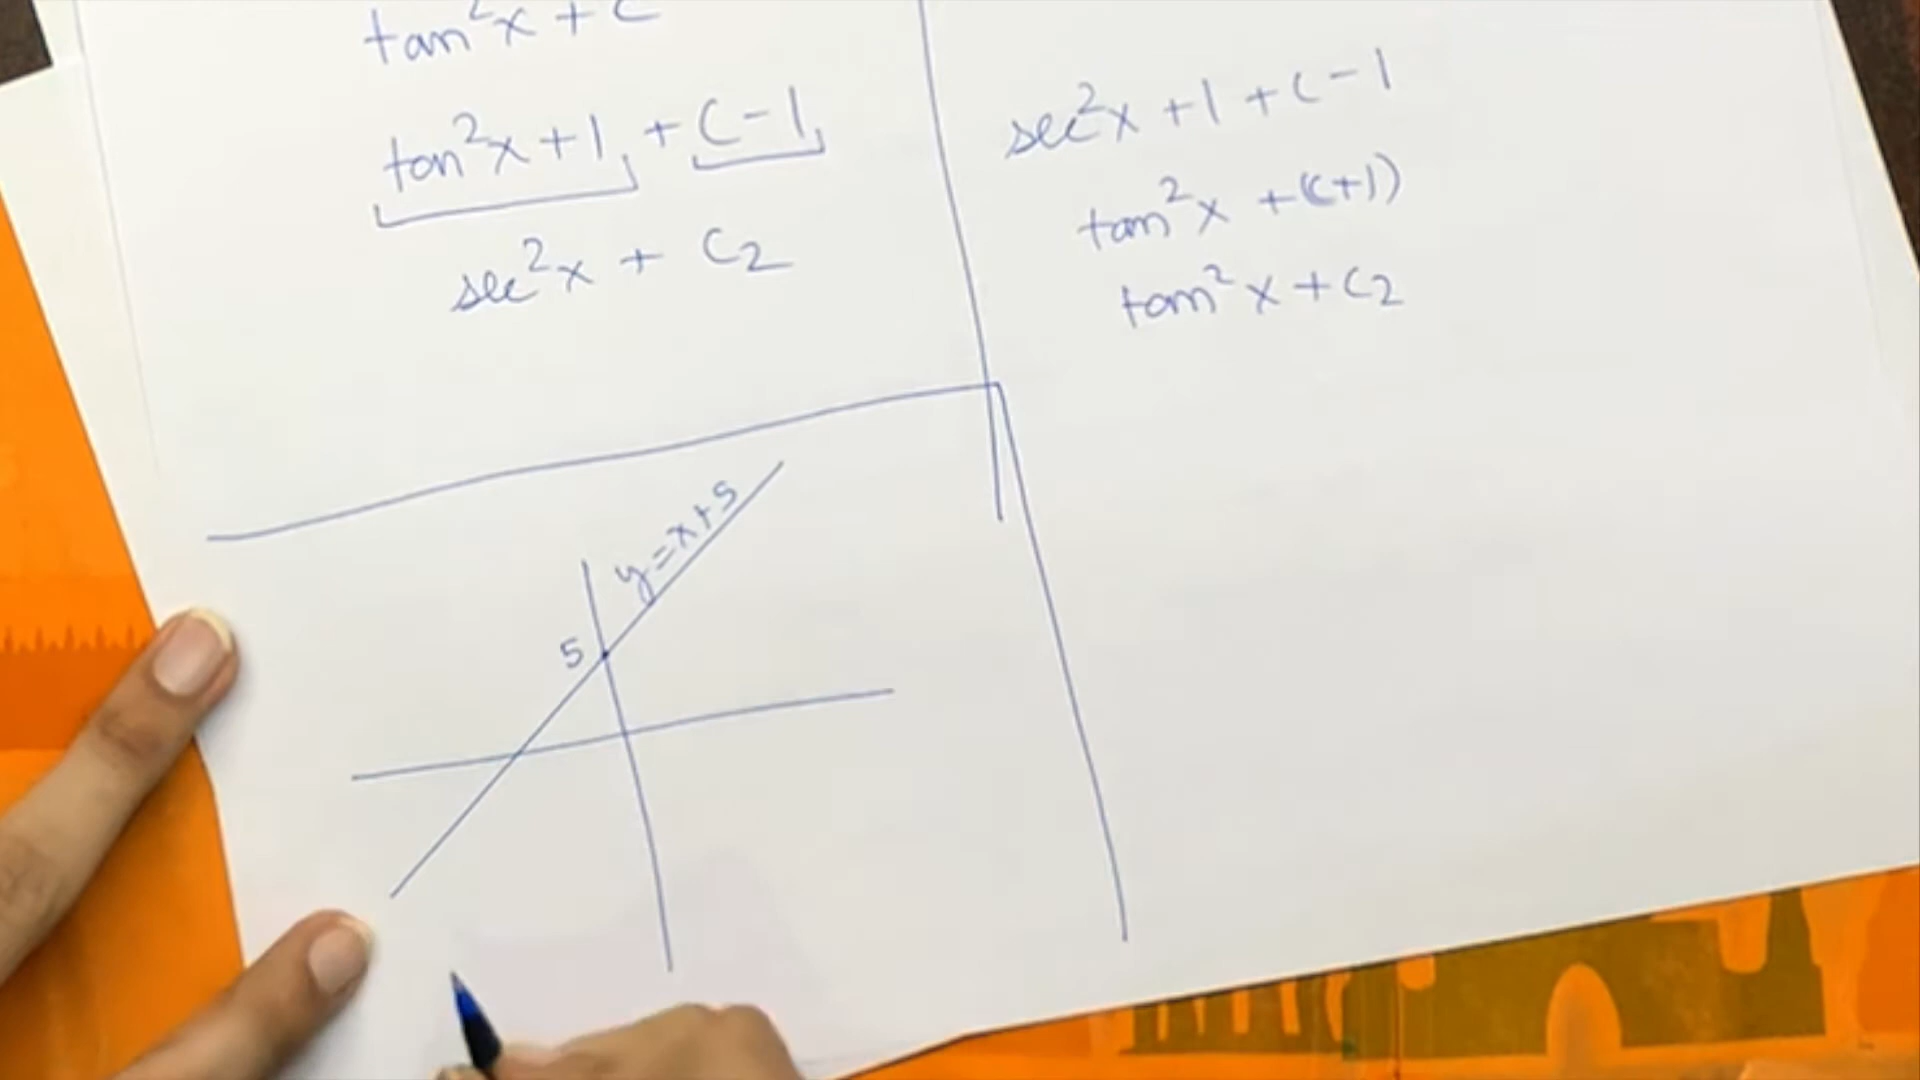 tan²x + C
tan²x + 1 + C - 1
sec²x + C2
sec²x + 1 + C - 1
tan²x + (C+1)
tan²x + C2
y = x + 5
5